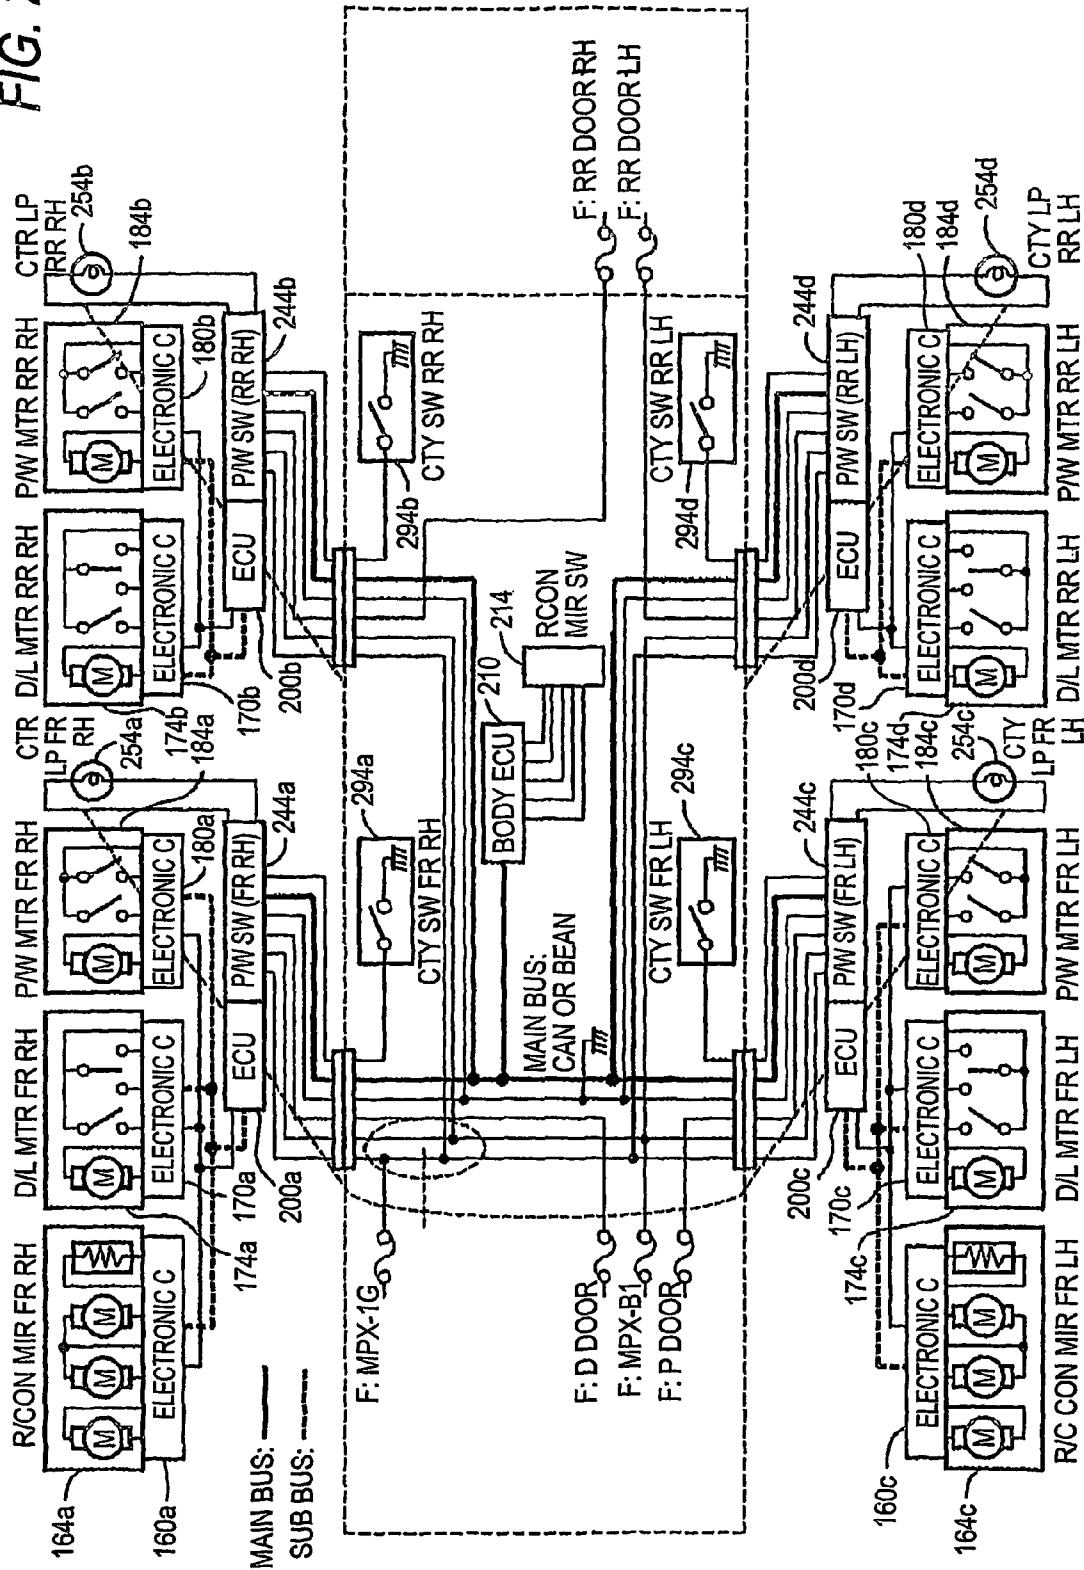 FIG.
R/CON MIR FR RH
D/L MTR FR RH
P/W MTR FR RH
CTR
LP FR
RH
D/L MTR RR RH
P/W MTR RR RH
CTR LP
RR RH
164a
160a
174a
170a
200a
184a
180a
244a
254a
174b
170b
200b
184b
180b
244b
254b
M
M
M
M
M
M
M
ELECTRONIC C
ELECTRONIC C
ELECTRONIC C
ELECTRONIC C
ELECTRONIC C
ECU
P/W SW (FR RH)
ECU
P/W SW (RR RH)
MAIN BUS:
SUB BUS:
F: MPX-1G
294a
CTY SW FR RH
294b
CTY SW RR RH
BODY ECU
210
214
RCON
MIR SW
MAIN BUS:
CAN OR BEAN
F: RR DOOR RH
F: RR DOOR LH
F: D DOOR
F: MPX-B1
F: P DOOR
CTY SW FR LH
294c
CTY SW RR LH
294d
ECU
P/W SW (FR LH)
ECU
P/W SW (RR LH)
200c
244c
200d
244d
ELECTRONIC C
ELECTRONIC C
ELECTRONIC C
ELECTRONIC C
ELECTRONIC C
M
M
M
M
M
M
M
160c
164c
170c
174c
180c
184c
254c
170d
174d
180d
184d
254d
R/C CON MIR FR LH
D/L MTR FR LH
P/W MTR FR LH
CTY
LP FR
LH
D/L MTR RR LH
P/W MTR RR LH
CTY LP
RR LH